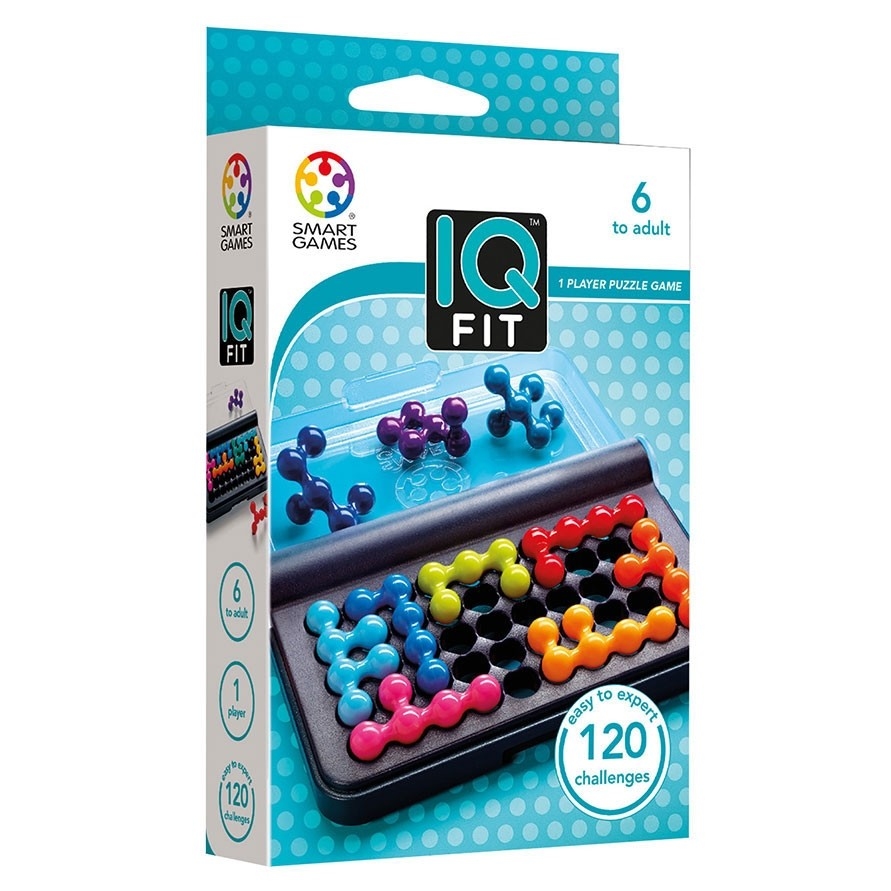 SMART
GAMES
IQ
FIT
6
to adult
1
player
easy to expert
120
challenges
®
SMART
GAMES
IQ™
FIT
6
to adult
1 PLAYER PUZZLE GAME
easy to expert
120
challenges